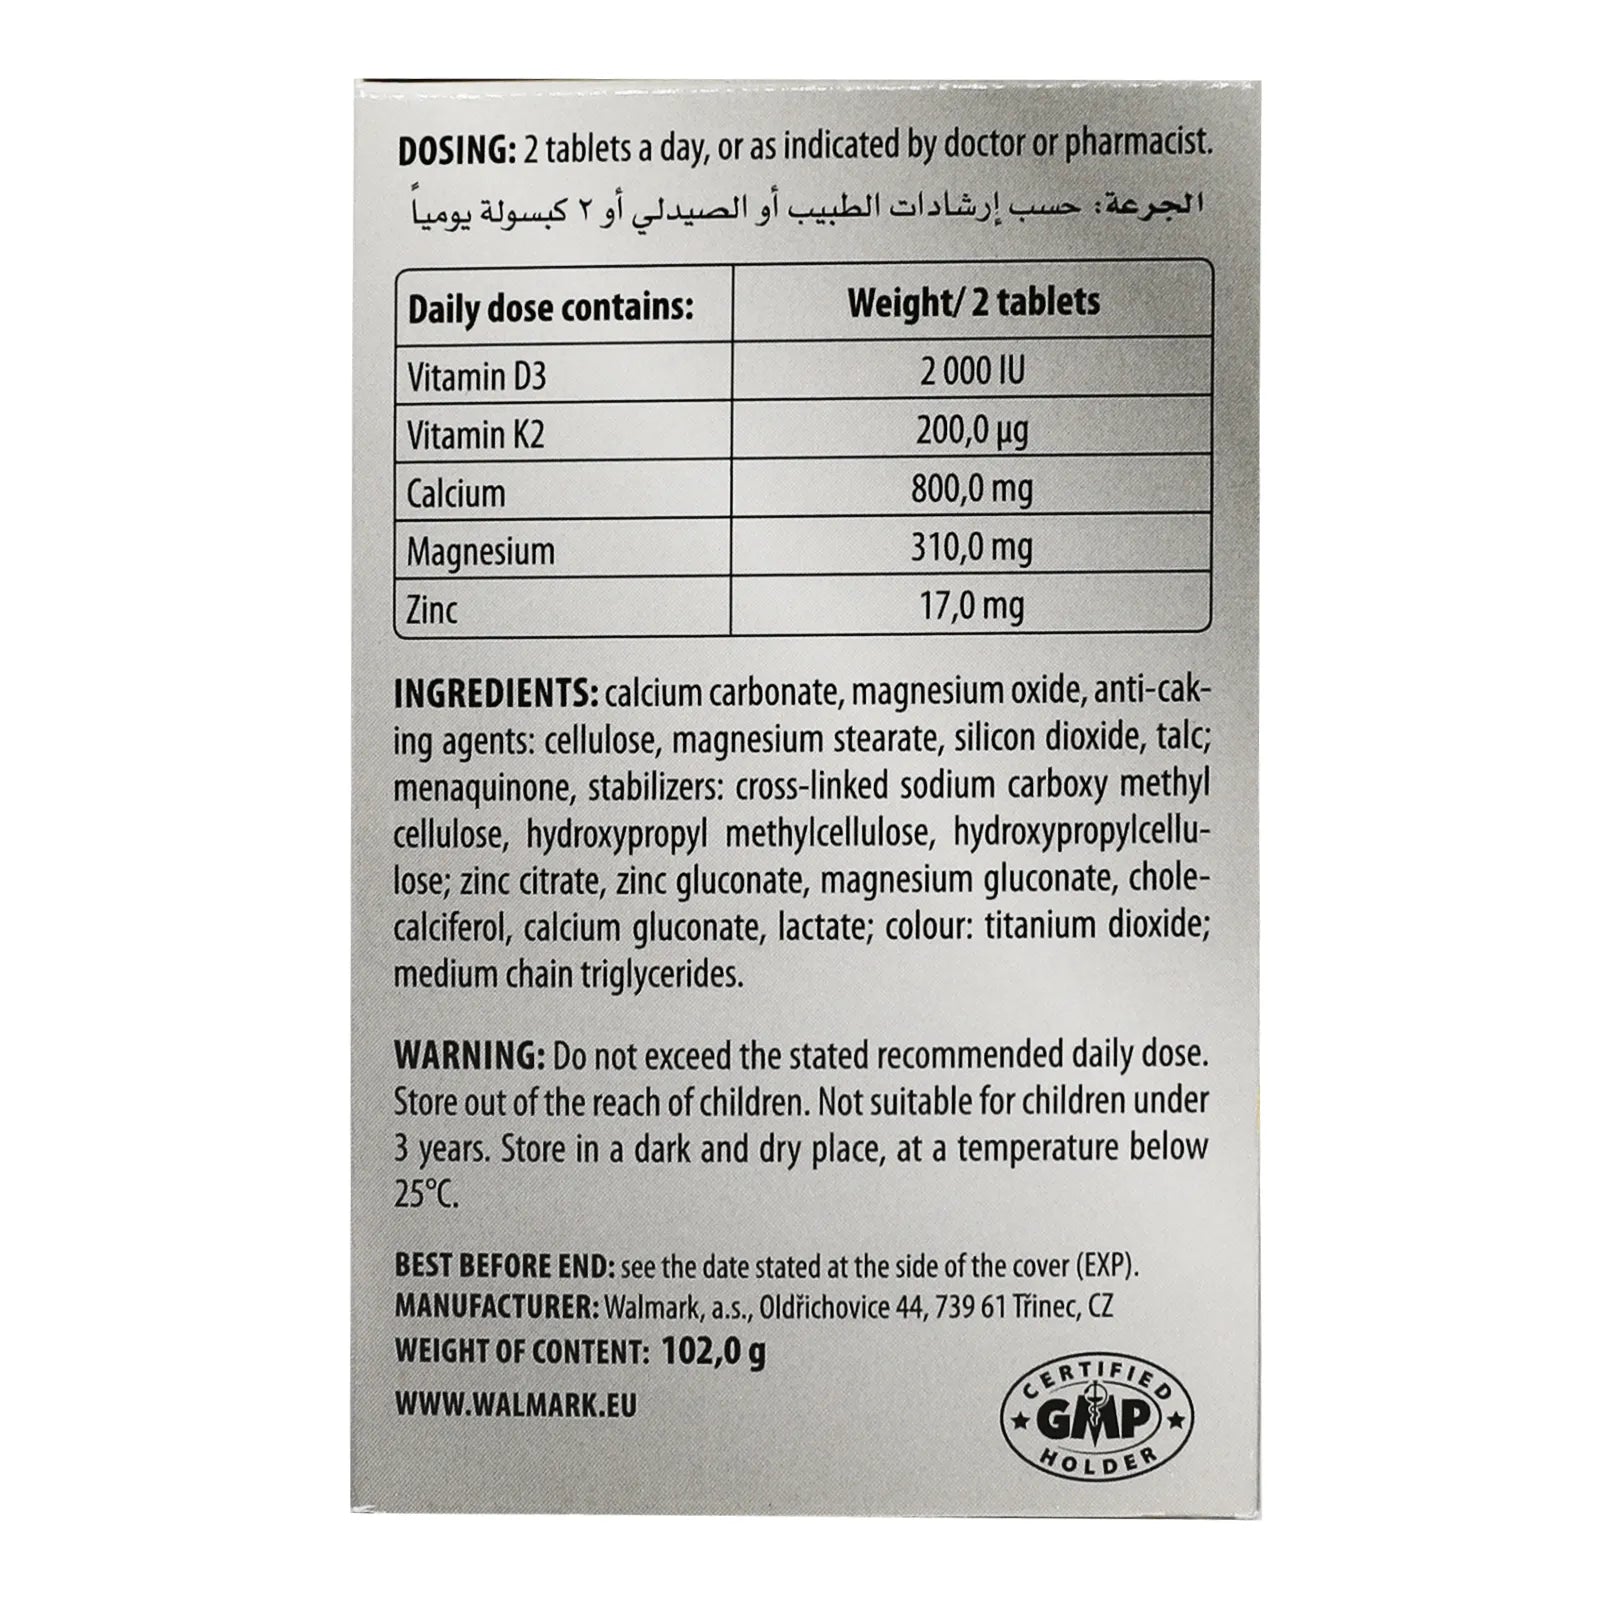 DOSING: 2 tablets a day, or as indicated by doctor or pharmacist.
الجرعة: حسب إرشادات الطبيب أو الصيدلي أو ٢ كبسولة يومياً
Daily dose contains: Weight/ 2 tablets
Vitamin D3 2 000 IU
Vitamin K2 200,0 µg
Calcium 800,0 mg
Magnesium 310,0 mg
Zinc 17,0 mg
INGREDIENTS: calcium carbonate, magnesium oxide, anti-cak-
ing agents: cellulose, magnesium stearate, silicon dioxide, talc;
menaquinone, stabilizers: cross-linked sodium carboxy methyl
cellulose, hydroxypropyl methylcellulose, hydroxypropylcellu-
lose; zinc citrate, zinc gluconate, magnesium gluconate, chole-
calciferol, calcium gluconate, lactate; colour: titanium dioxide;
medium chain triglycerides.
WARNING: Do not exceed the stated recommended daily dose.
Store out of the reach of children. Not suitable for children under
3 years. Store in a dark and dry place, at a temperature below
25°C.
BEST BEFORE END: see the date stated at the side of the cover (EXP).
MANUFACTURER: Walmark, a.s., Oldřichovice 44, 739 61 Třinec, CZ
WEIGHT OF CONTENT: 102,0 g
WWW.WALMARK.EU
CERTIFIED
GMP
HOLDER